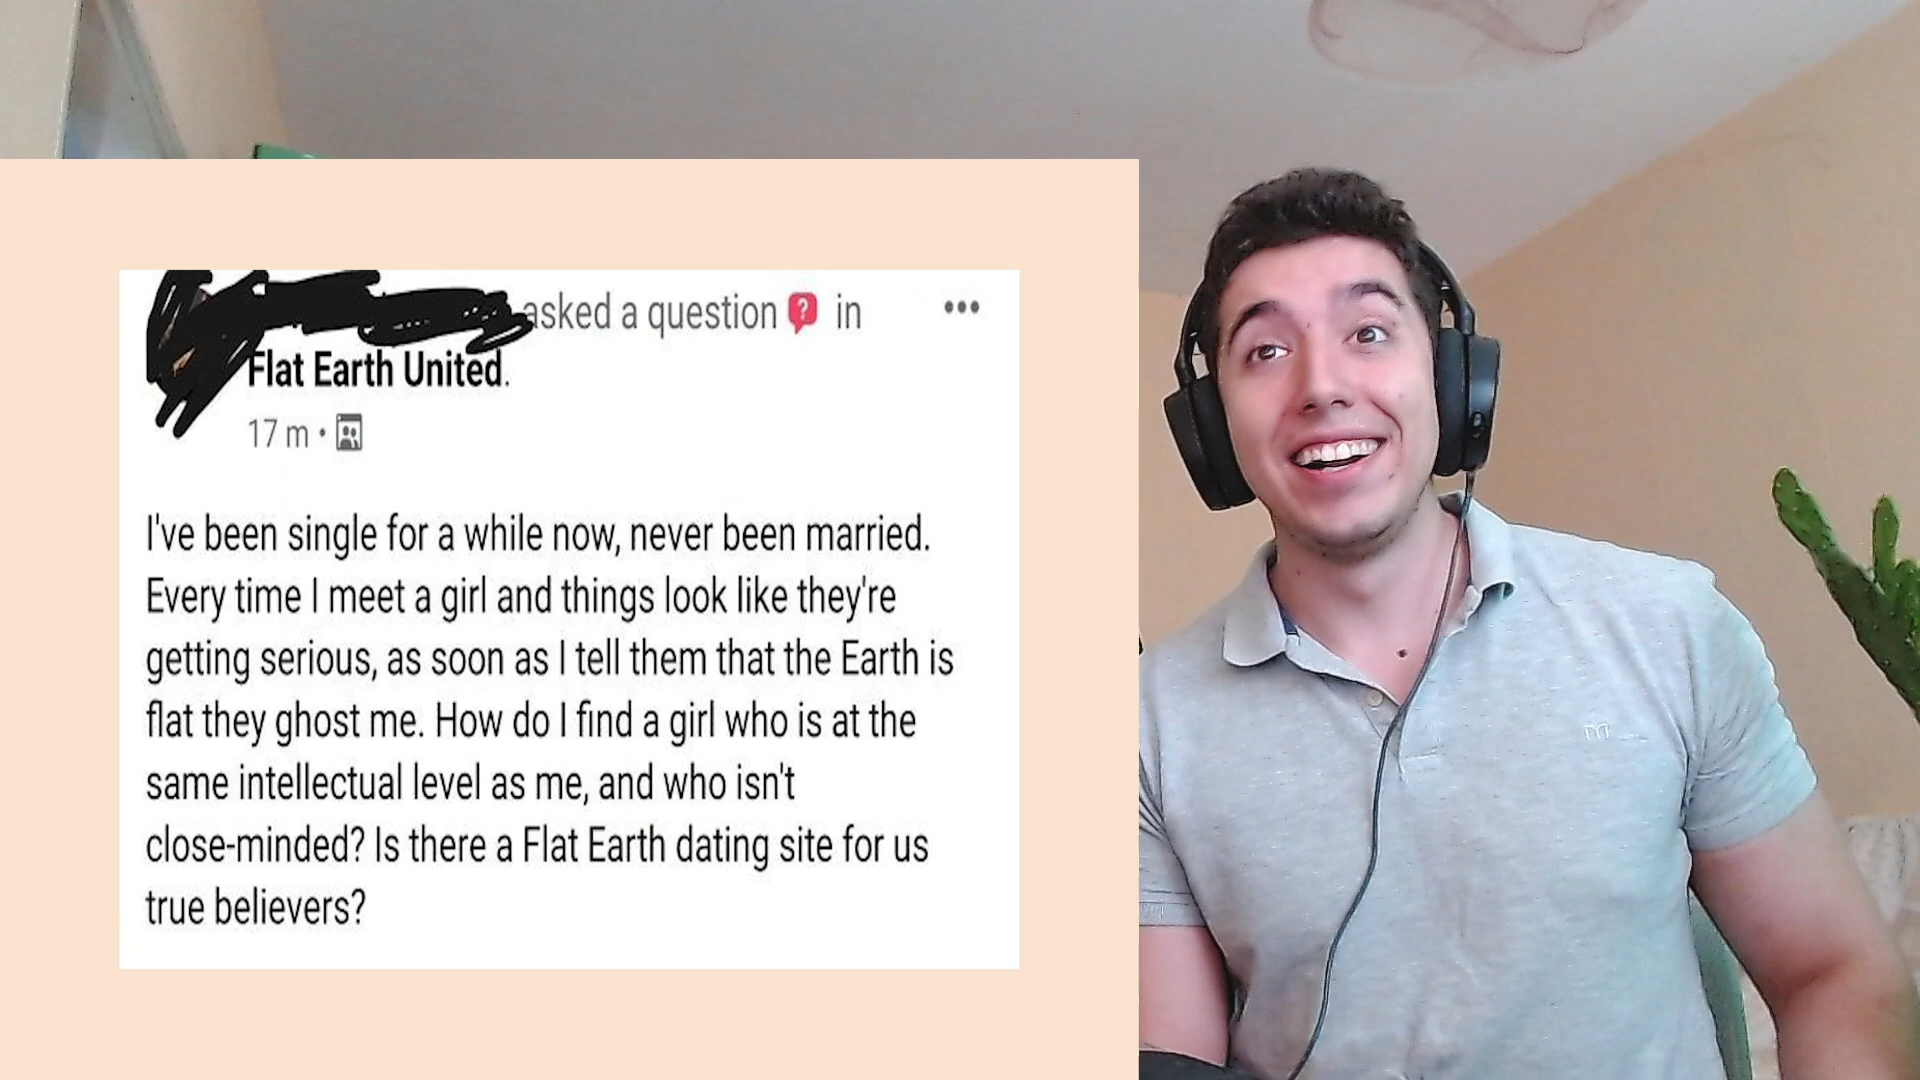 asked a question ? in
Flat Earth United.
17 m •
I've been single for a while now, never been married.
Every time I meet a girl and things look like they're
getting serious, as soon as I tell them that the Earth is
flat they ghost me. How do I find a girl who is at the
same intellectual level as me, and who isn't
close-minded? Is there a Flat Earth dating site for us
true believers?
m